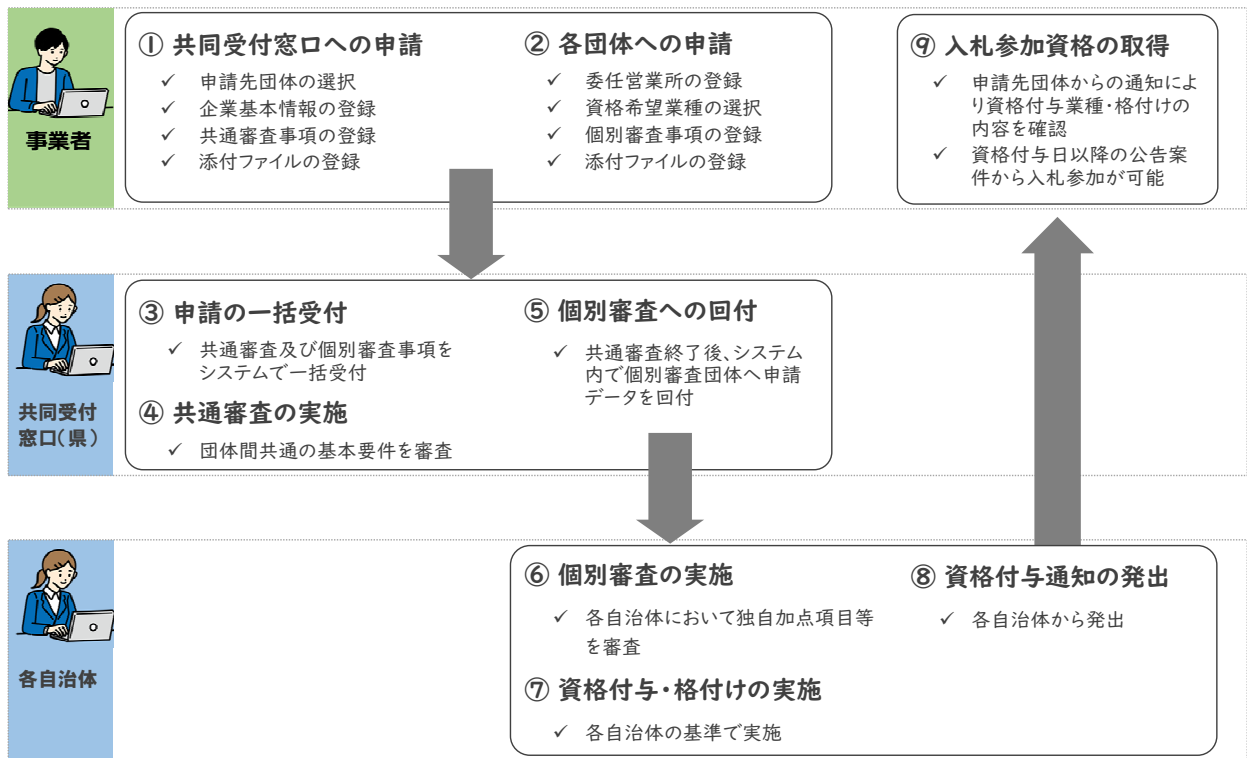 事業者
① 共同受付窓口への申請
✓ 申請先団体の選択
✓ 企業基本情報の登録
✓ 共通審査事項の登録
✓ 添付ファイルの登録
② 各団体への申請
✓ 委任営業所の登録
✓ 資格希望業種の選択
✓ 個別審査事項の登録
✓ 添付ファイルの登録
⑨ 入札参加資格の取得
✓ 申請先団体からの通知によ
り資格付与業種・格付けの
内容を確認
✓ 資格付与日以降の公告案
件から入札参加が可能
共同受付
窓口(県)
③ 申請の一括受付
✓ 共通審査及び個別審査事項を
システムで一括受付
④ 共通審査の実施
✓ 団体間共通の基本要件を審査
⑤ 個別審査への回付
✓ 共通審査終了後、システム
内で個別審査団体へ申請
データを回付
各自治体
⑥ 個別審査の実施
✓ 各自治体において独自加点項目等
を審査
⑦ 資格付与・格付けの実施
✓ 各自治体の基準で実施
⑧ 資格付与通知の発出
✓ 各自治体から発出